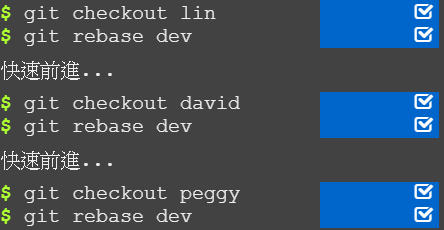 $ git checkout lin
$ git rebase dev
快速前進...
$ git checkout david
$ git rebase dev
快速前進...
$ git checkout peggy
$ git rebase dev